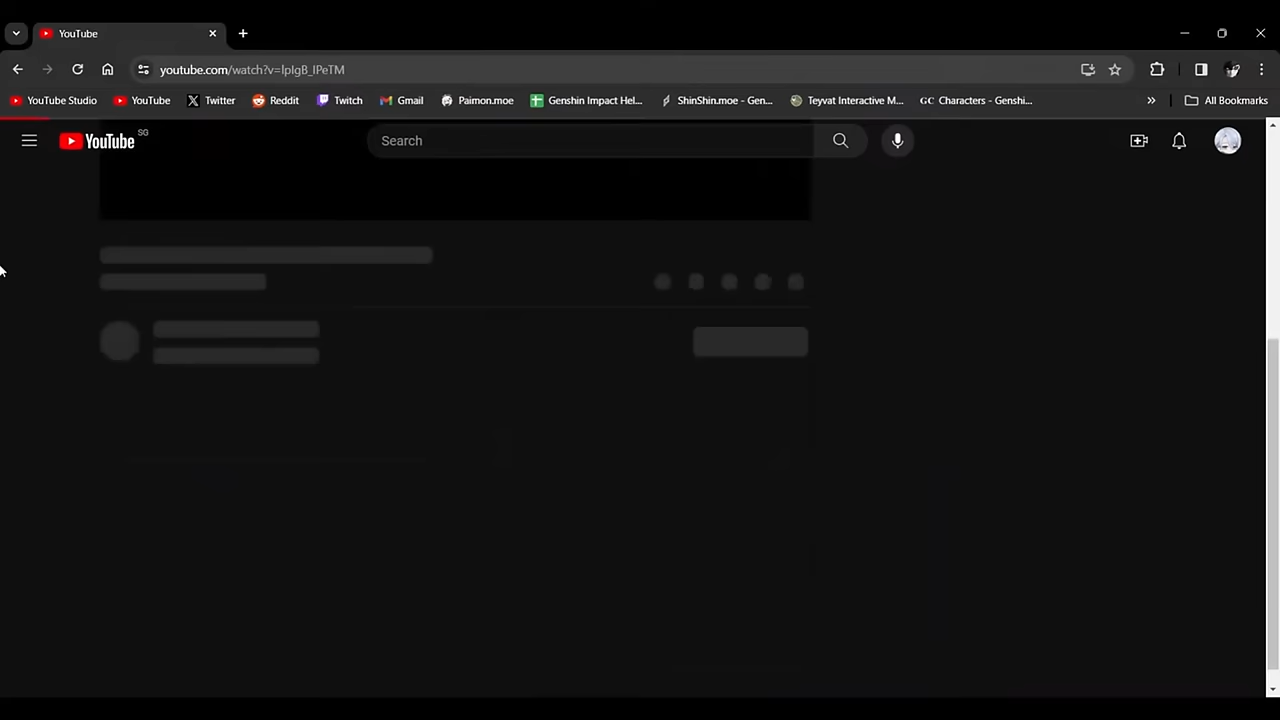 YouTube
youtube.com/watch?v=lpIgB_IPeTM
YouTube Studio YouTube Twitter Reddit Twitch Gmail Paimon.moe Genshin Impact Hel... ShinShin.moe - Gen... Teyvat Interactive M... GC Characters - Genshi... » All Bookmarks
YouTube SG Search